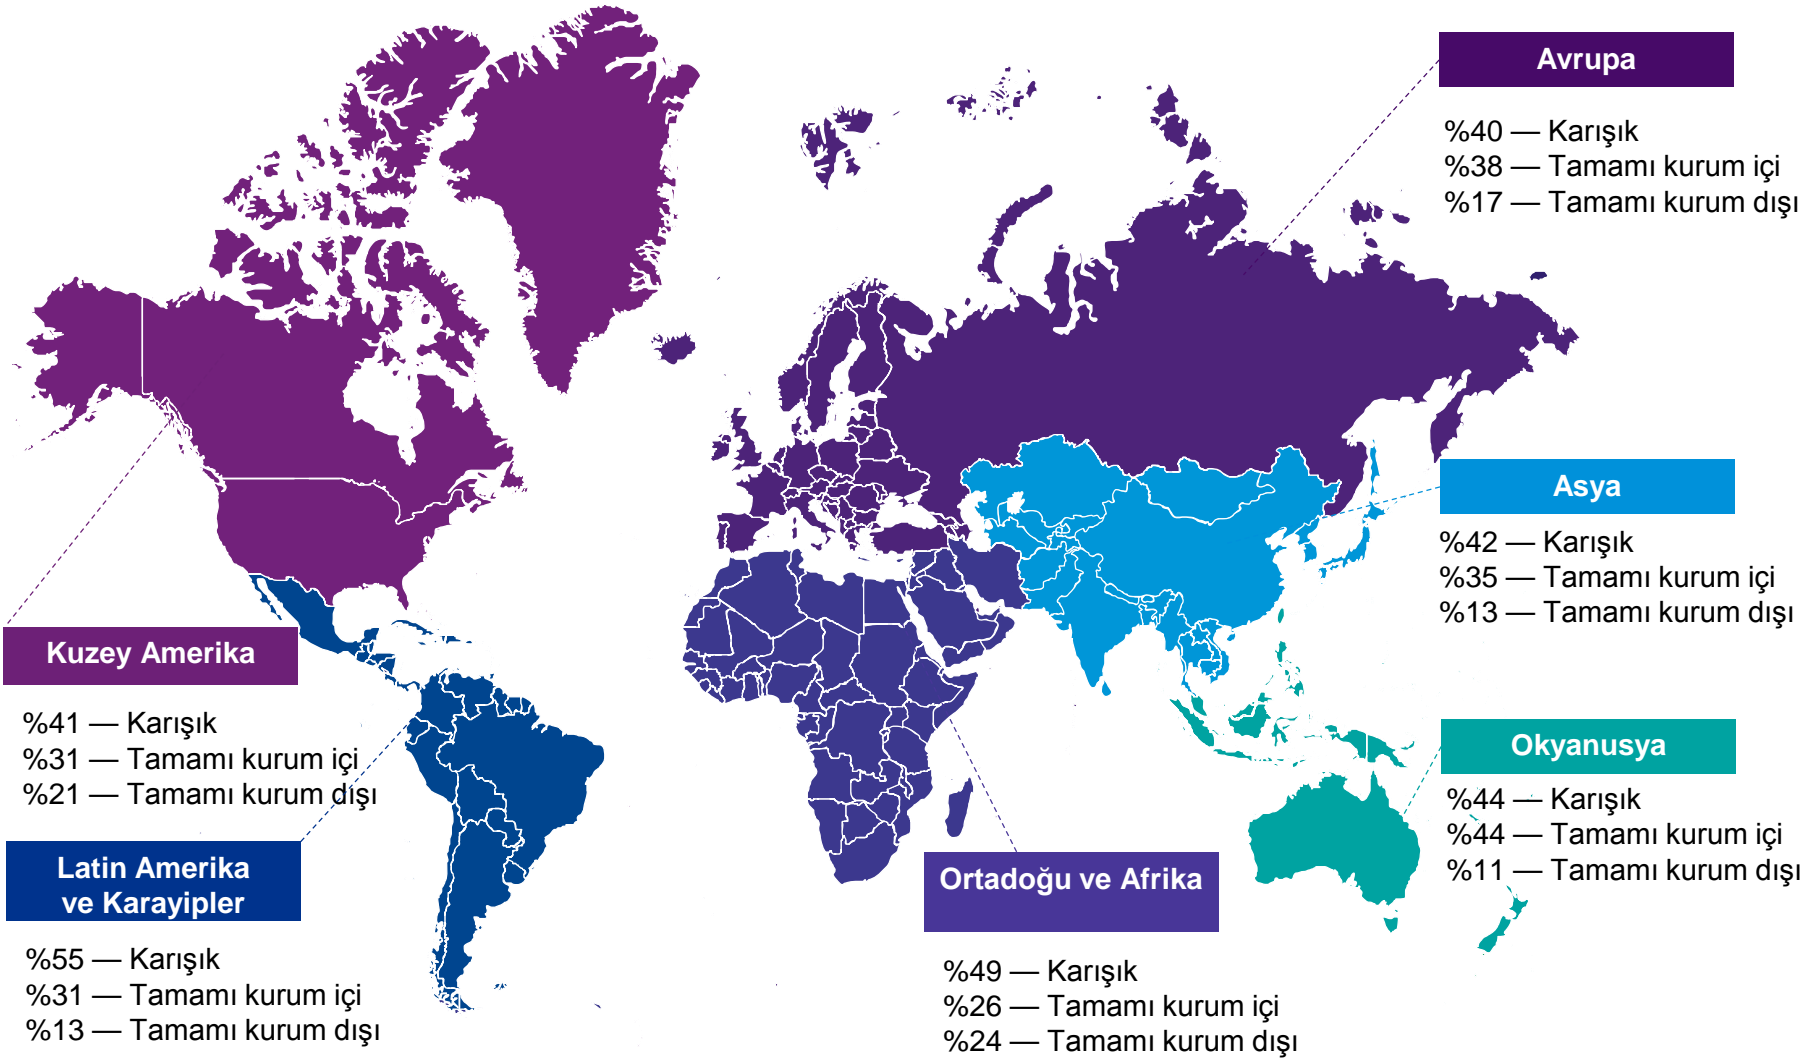 Avrupa
%40 — Karışık
%38 — Tamamı kurum içi
%17 — Tamamı kurum dışı
Asya
%42 — Karışık
%35 — Tamamı kurum içi
%13 — Tamamı kurum dışı
Kuzey Amerika
%41 — Karışık
%31 — Tamamı kurum içi
%21 — Tamamı kurum dışı
Okyanusya
%44 — Karışık
%44 — Tamamı kurum içi
%11 — Tamamı kurum dışı
Latin Amerika
ve Karayipler
%55 — Karışık
%31 — Tamamı kurum içi
%13 — Tamamı kurum dışı
Ortadoğu ve Afrika
%49 — Karışık
%26 — Tamamı kurum içi
%24 — Tamamı kurum dışı